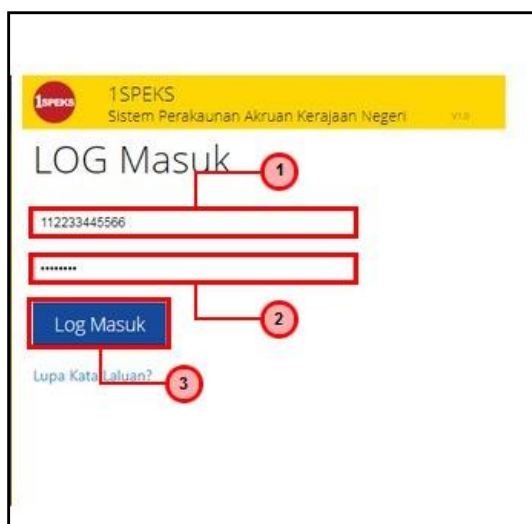 1SPEKS
1SPEKS
Sistem Perakaunan Akruan Kerajaan Negeri V1.0
LOG Masuk
1
112233445566
••••••••
2
Log Masuk
Lupa Kata Laluan?
3